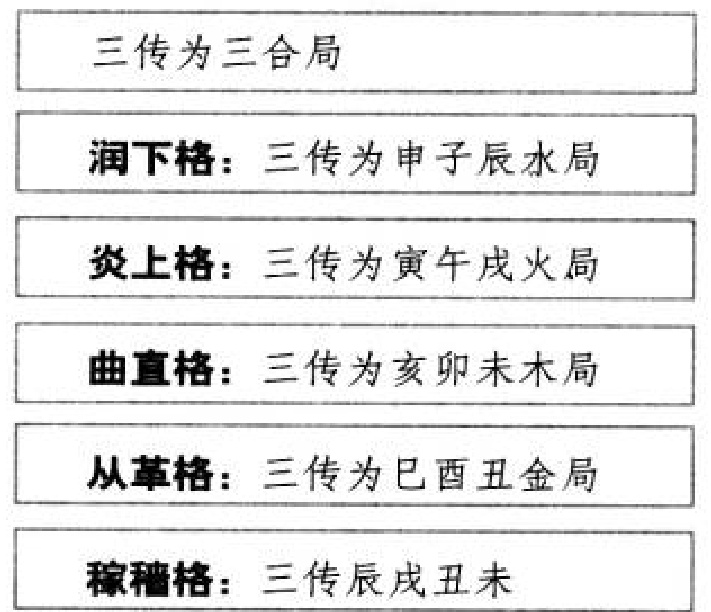 三传为三合局
润下格：三传为申子辰水局
炎上格：三传为寅午戌火局
曲直格：三传为亥卯未木局
从革格：三传为巳酉丑金局
稼穑格：三传辰戌丑未